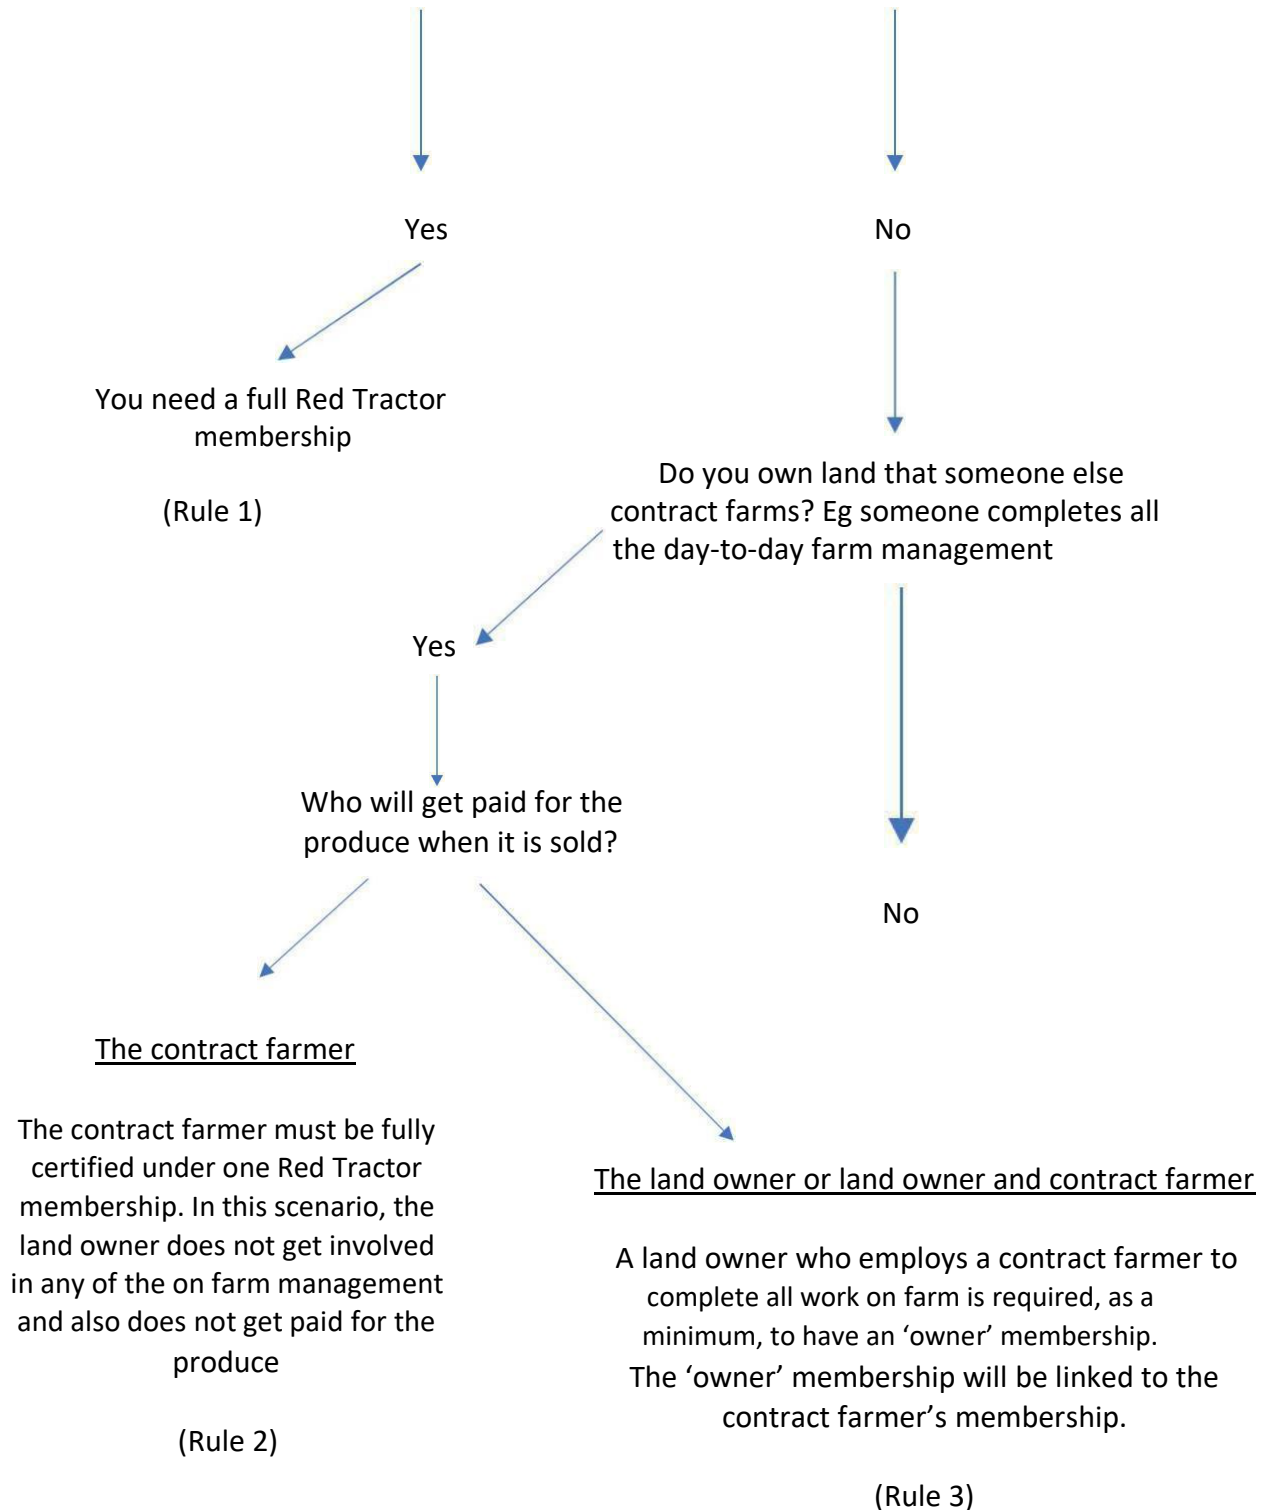 Yes
No
You need a full Red Tractor
membership
(Rule 1)
Do you own land that someone else
contract farms? Eg someone completes all
the day-to-day farm management
Yes
Who will get paid for the
produce when it is sold?
No
The contract farmer
The contract farmer must be fully
certified under one Red Tractor
membership. In this scenario, the
land owner does not get involved
in any of the on farm management
and also does not get paid for the
produce
(Rule 2)
The land owner or land owner and contract farmer
A land owner who employs a contract farmer to
complete all work on farm is required, as a
minimum, to have an ‘owner’ membership.
The ‘owner’ membership will be linked to the
contract farmer’s membership.
(Rule 3)